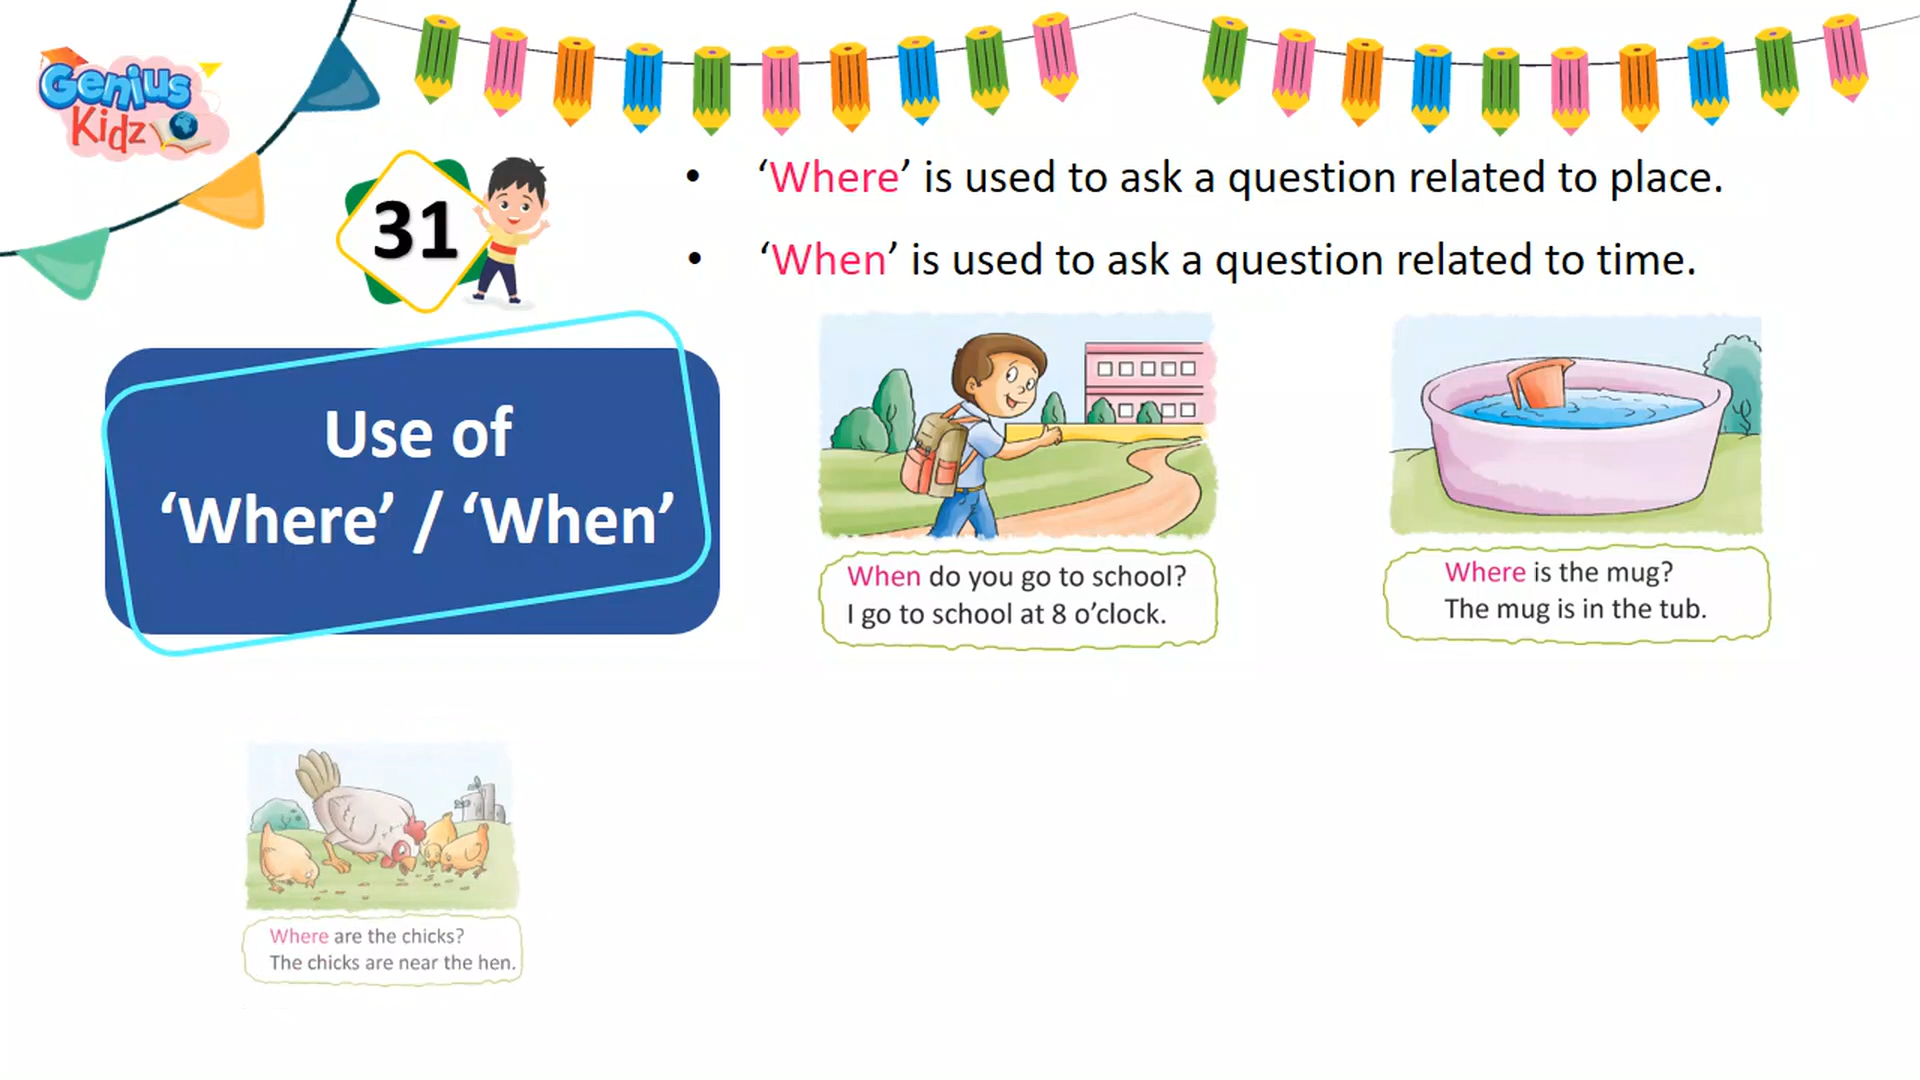 Genius
Kidz
31
• ‘Where’ is used to ask a question related to place.
• ‘When’ is used to ask a question related to time.
Use of
‘Where’ / ‘When’
When do you go to school?
I go to school at 8 o’clock.
Where is the mug?
The mug is in the tub.
Where are the chicks?
The chicks are near the hen.